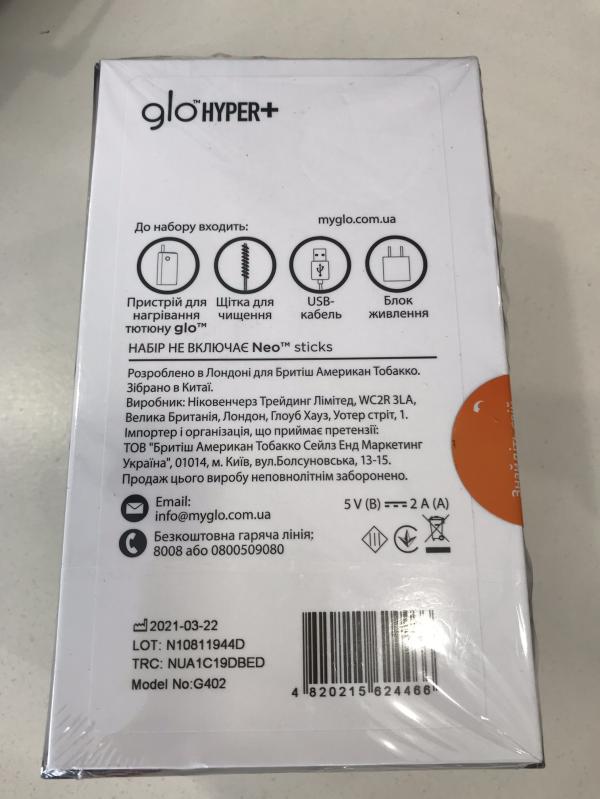 glo™ HYPER+
myglo.com.ua
До набору входить:
Пристрій для нагрівання тютюну glo™
Щітка для чищення
USB-кабель
Блок живлення
НАБІР НЕ ВКЛЮЧАЄ Neo™ sticks
Розроблено в Лондоні для Бритіш Американ Тобакко.
Зібрано в Китаї.
Виробник: Ніковенчерз Трейдинг Лімітед, WC2R 3LA,
Велика Британія, Лондон, Глоуб Хауз, Уотер стріт, 1.
Імпортер і організація, що приймає претензії:
ТОВ "Бритіш Американ Тобакко Сейлз Енд Маркетинг
Україна", 01014, м. Київ, вул.Болсуновська, 13-15.
Продаж цього виробу неповнолітнім заборонено.
Email:
info@myglo.com.ua
5 V (В) 2 A (А)
Безкоштовна гаряча лінія;
8008 або 0800509080
2021-03-22
LOT: N10811944D
TRC: NUA1C19DBED
Model No:G402
4 820215 624466